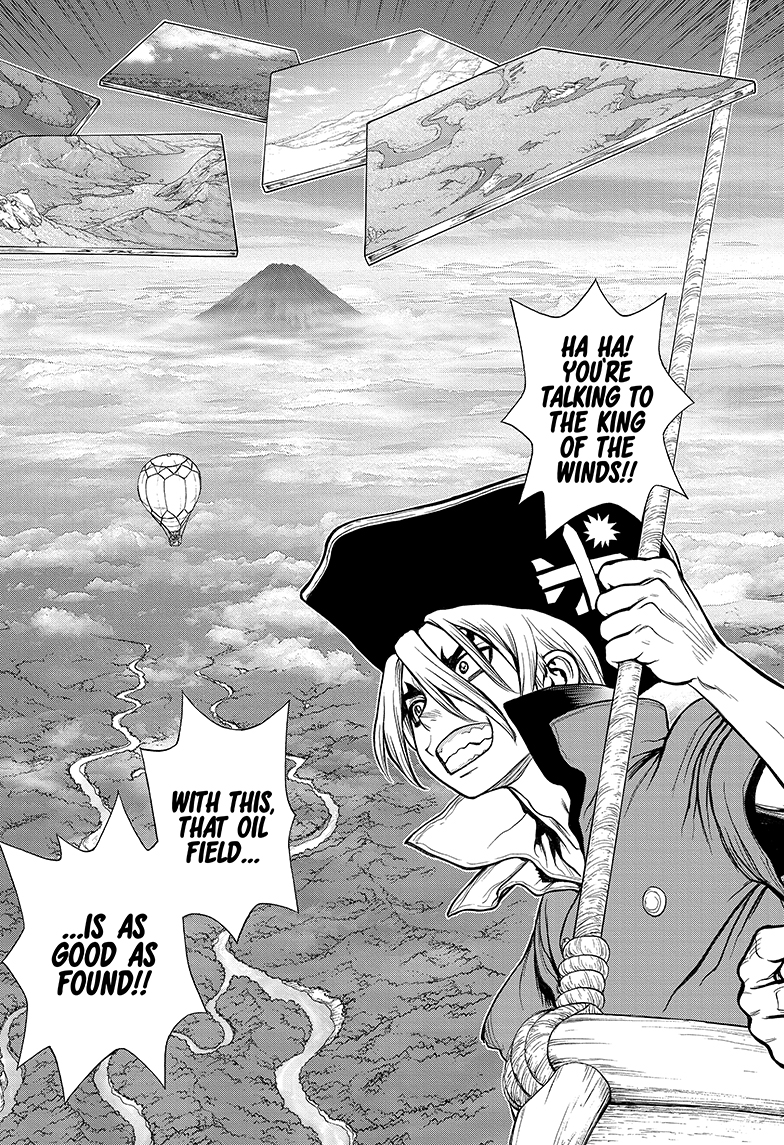 HA HA!
YOU'RE
TALKING TO
THE KING
OF THE
WINDS!!
WITH THIS,
THAT OIL
FIELD...
...IS AS
GOOD AS
FOUND!!